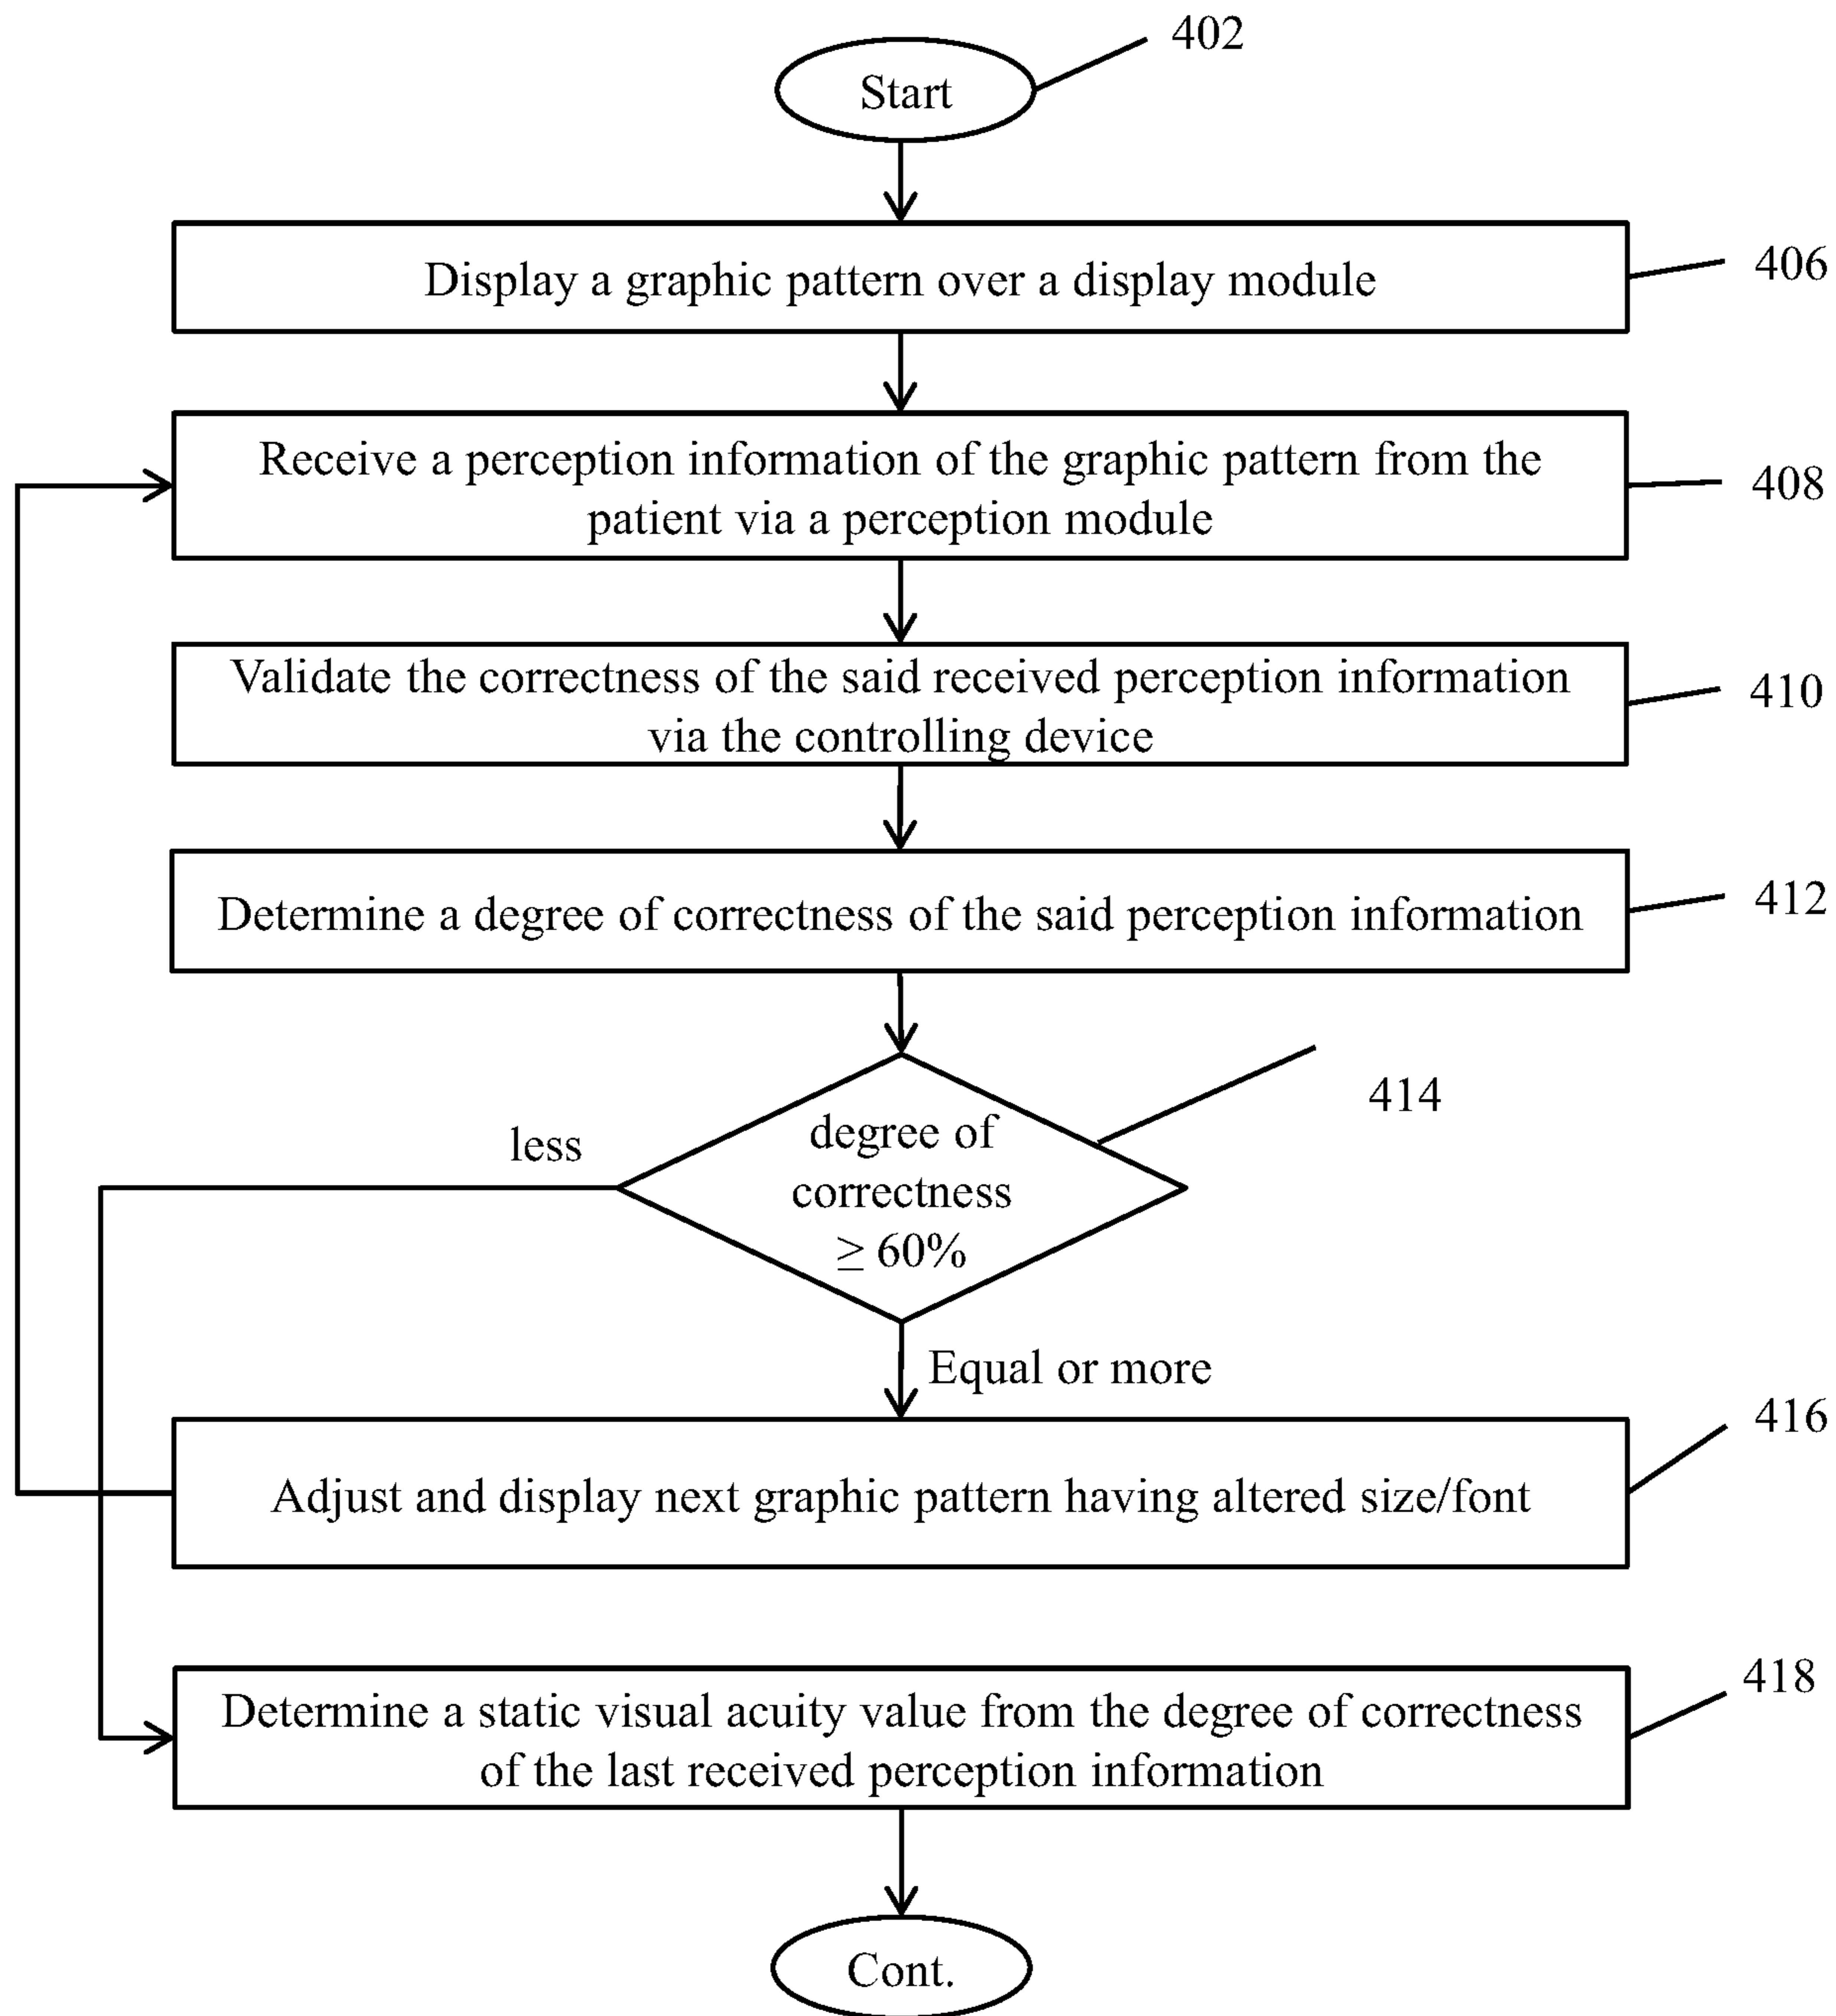 402
Start
Display a graphic pattern over a display module
406
Receive a perception information of the graphic pattern from the
patient via a perception module
408
Validate the correctness of the said received perception information
via the controlling device
410
Determine a degree of correctness of the said perception information
412
414
less
degree of
correctness
≥ 60%
Equal or more
416
Adjust and display next graphic pattern having altered size/font
418
Determine a static visual acuity value from the degree of correctness
of the last received perception information
Cont.